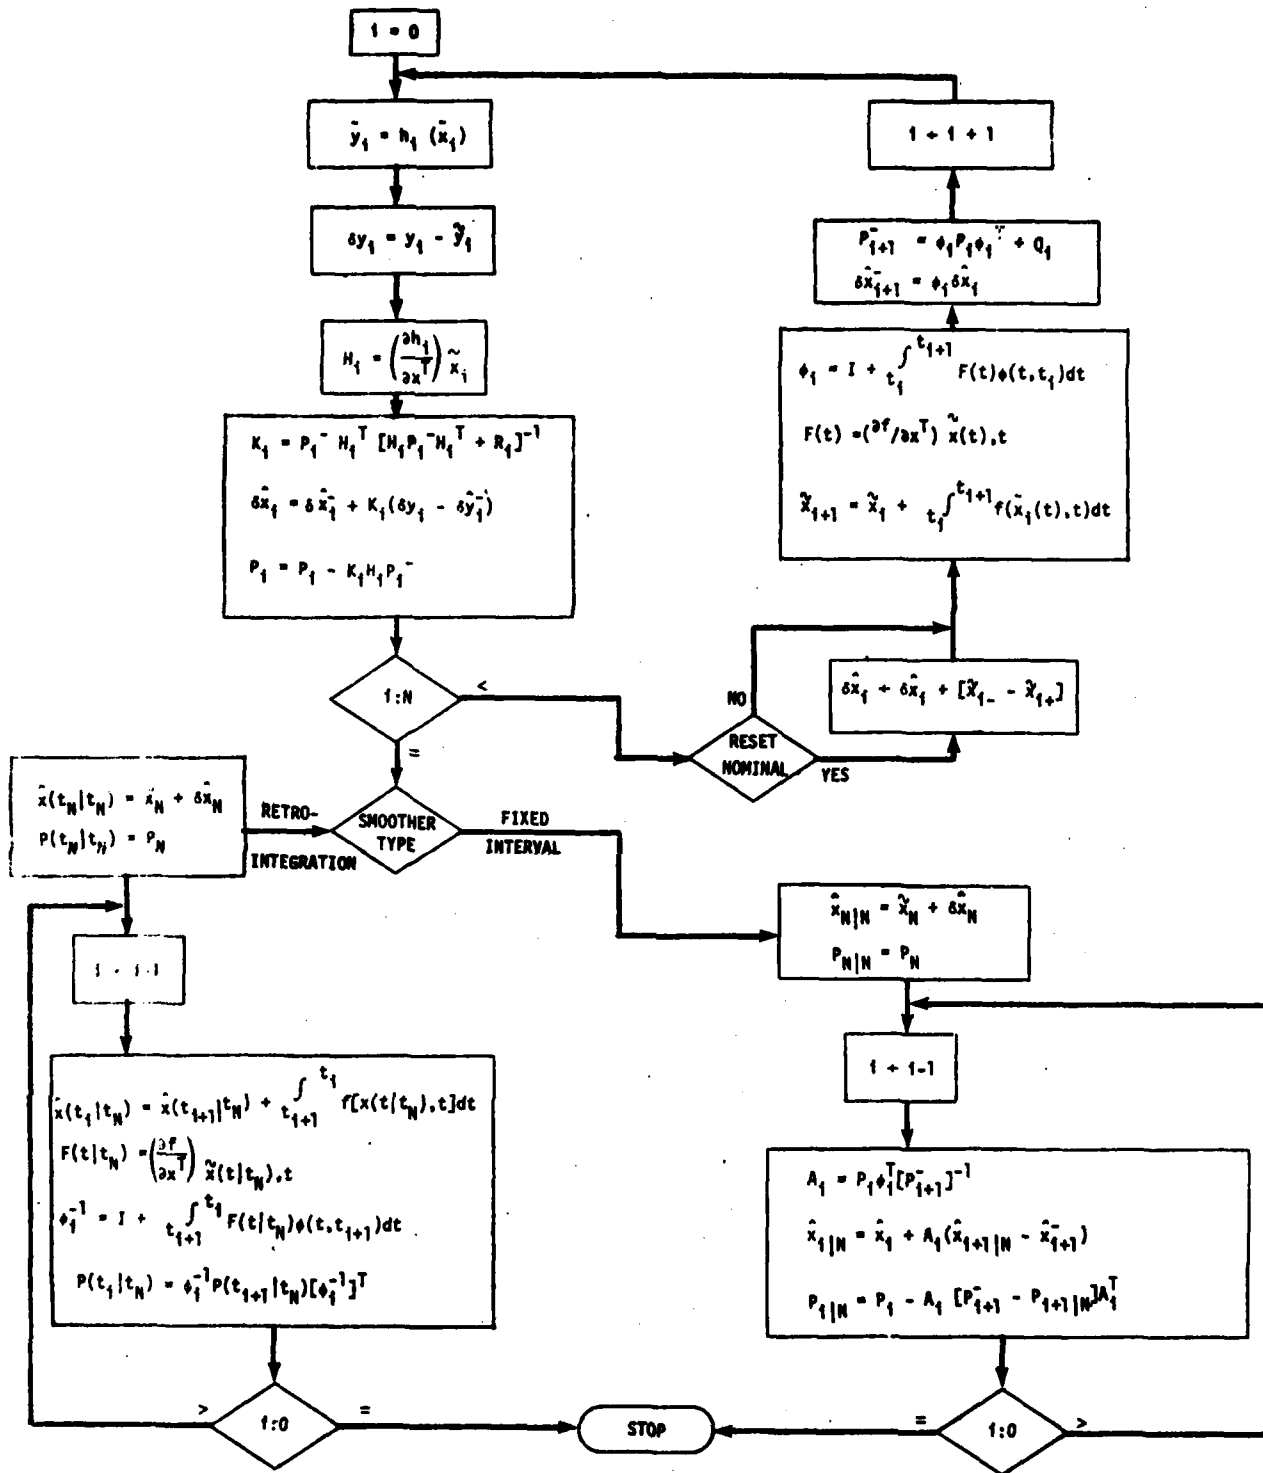 i = 0
ỹ_i = h_i (x̃_i)
δy_i = y_i - ỹ_i
H_i = (∂h_i / ∂x^T) x̃_i
K_i = P_i^- H_i^T [H_i P_i^- H_i^T + R_i]^-1
δx̂_i = δx̂_i^- + K_i(δy_i - δŷ_i^-)
P_i = P_i - K_i H_i P_i^-
i:N
<
=
RESET
NOMINAL
NO
YES
δx̂_i ← δx̂_i + [x̃_i- - x̃_i+]
φ_i = I + ∫_{t_i}^{t_i+1} F(t)φ(t,t_i)dt
F(t) = (∂f/∂x^T) x̃(t),t
x̃_i+1 = x̃_i + ∫_{t_i}^{t_i+1} f(x̃_i(t),t)dt
P_i+1^- = φ_i P_i φ_i^T + Q_i
δx̂_i+1^- = φ_i δx̂_i
i ← i + 1
SMOOTHER
TYPE
RETRO-
INTEGRATION
FIXED
INTERVAL
x̂(t_N|t_N) = x_N + δx̂_N
P(t_N|t_N) = P_N
i ← i-1
x̂(t_i|t_N) = x̂(t_i+1|t_N) + ∫_{t_i+1}^{t_i} f[x(t|t_N),t]dt
F(t|t_N) = (∂f / ∂x^T) x̃(t|t_N),t
φ_i^-1 = I + ∫_{t_i+1}^{t_i} F(t|t_N)φ(t,t_i+1)dt
P(t_i|t_N) = φ_i^-1 P(t_i+1|t_N)[φ_i^-1]^T
i:0
>
=
x̂_N|N = x̃_N + δx̂_N
P_N|N = P_N
i ← i-1
A_i = P_i φ_i^T [P_i+1^-]^-1
x̂_i|N = x̂_i + A_i(x̂_i+1|N - x̂_i+1^-)
P_i|N = P_i - A_i [P_i+1^- - P_i+1|N]A_i^T
i:0
=
>
STOP